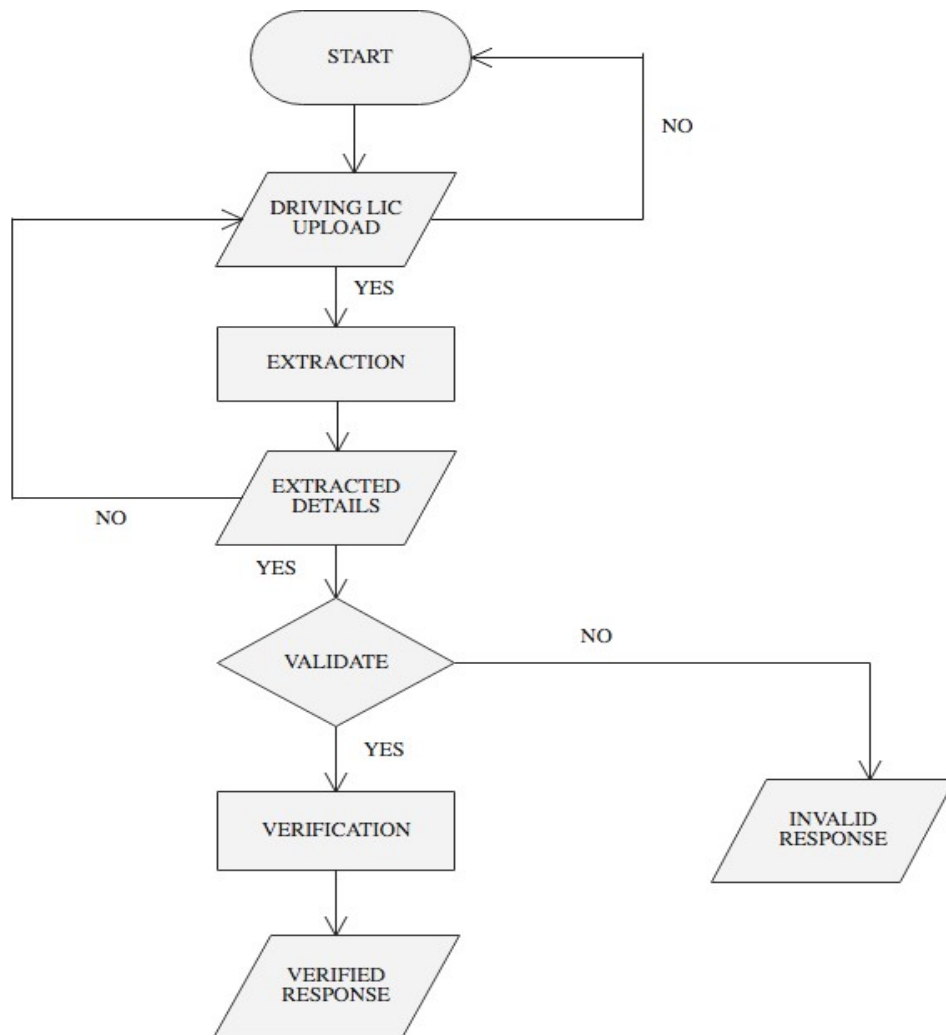 START
NO
DRIVING LIC
UPLOAD
YES
EXTRACTION
EXTRACTED
DETAILS
NO
YES
VALIDATE
NO
YES
VERIFICATION
INVALID
RESPONSE
VERIFIED
RESPONSE